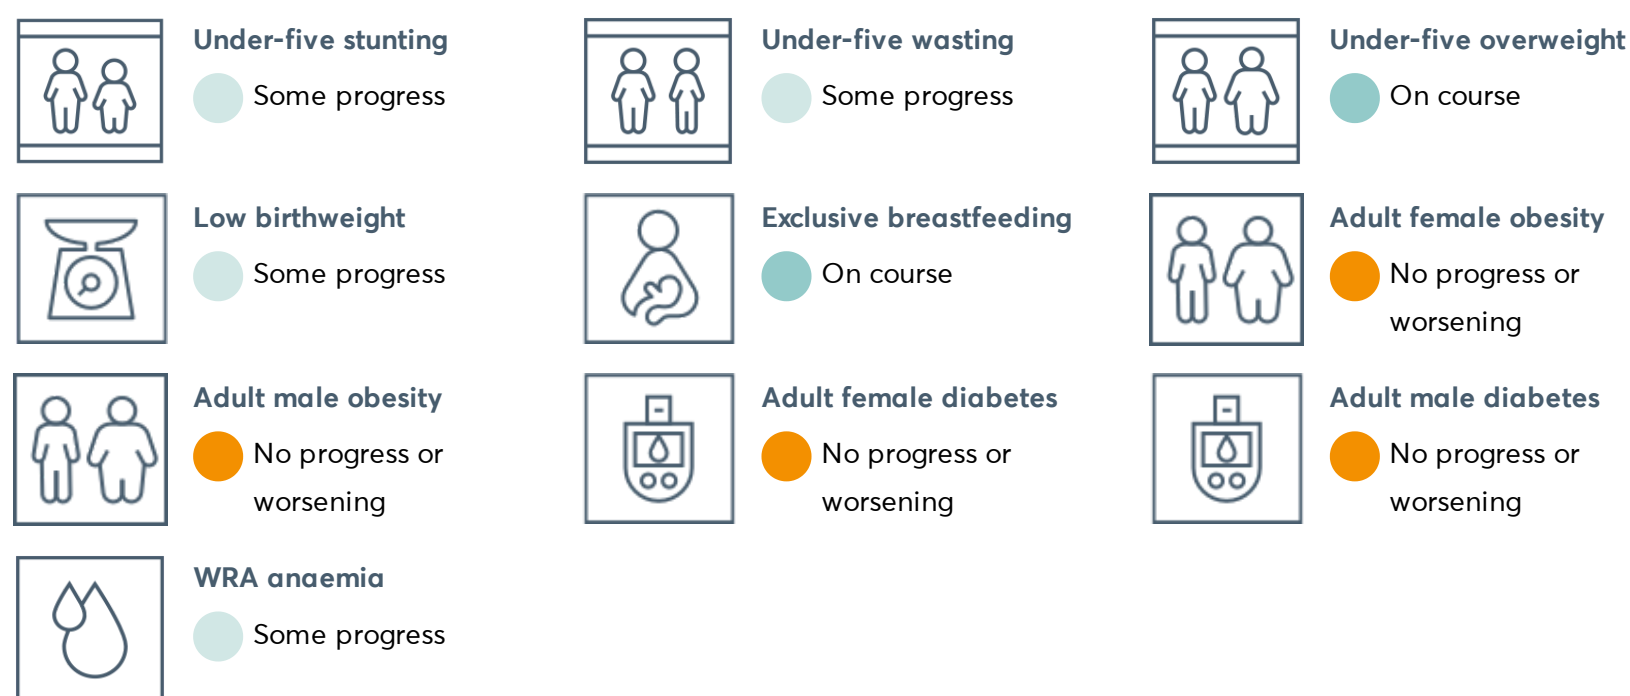 Under-five stunting
Some progress
Under-five wasting
Some progress
Under-five overweight
On course
Low birthweight
Some progress
Exclusive breastfeeding
On course
Adult female obesity
No progress or
worsening
Adult male obesity
No progress or
worsening
Adult female diabetes
No progress or
worsening
Adult male diabetes
No progress or
worsening
WRA anaemia
Some progress